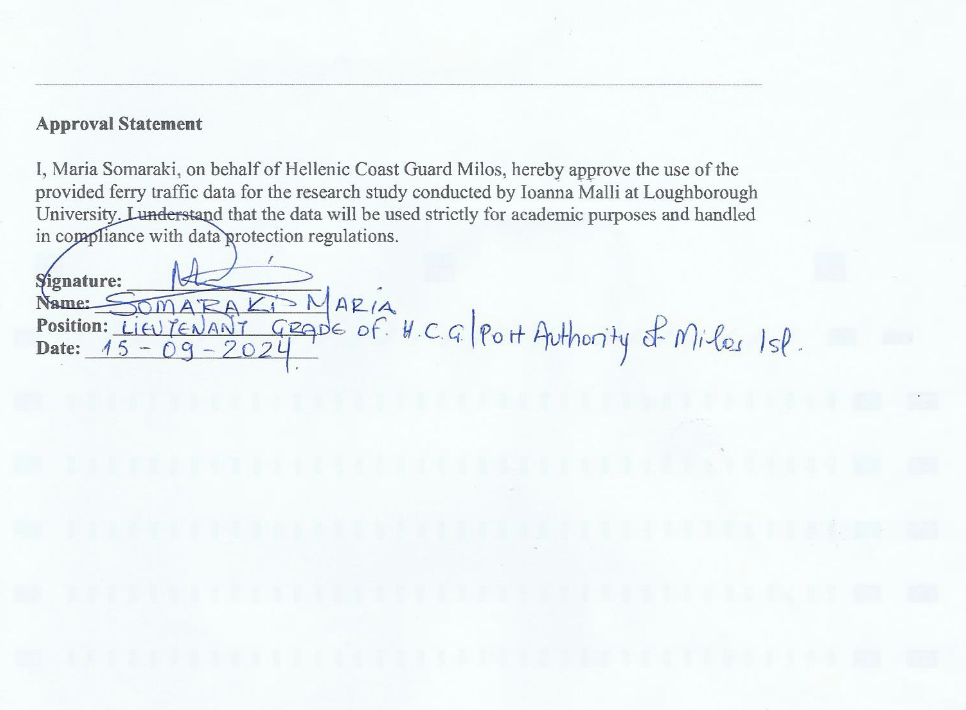 Approval Statement
I, Maria Somaraki, on behalf of Hellenic Coast Guard Milos, hereby approve the use of the
provided ferry traffic data for the research study conducted by Ioanna Malli at Loughborough
University. I understand that the data will be used strictly for academic purposes and handled
in compliance with data protection regulations.
Signature:
Name: SOMARAKI MARIA
Position: LIEUTENANT GRADE OF H.C.G/Port Authority of Milos Isl.
Date: 15-09-2024